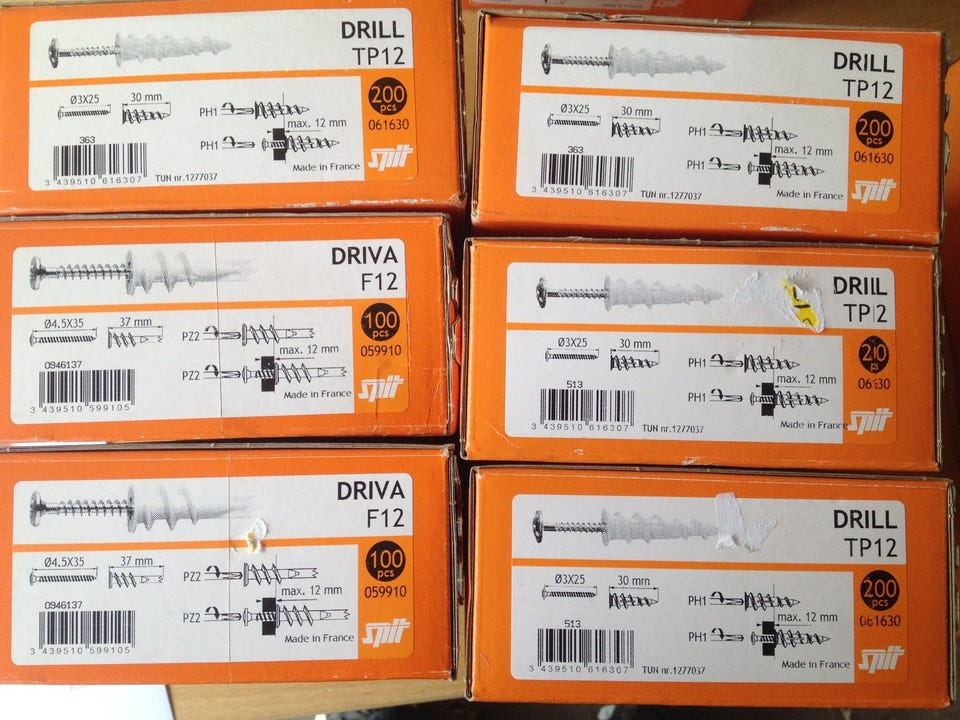 DRILL
TP12
200
pcs
061630
Ø3X25
30 mm
PH1
max. 12 mm
PH1
363
3 439510 616307
TUN nr.1277037
Made in France
Spit
DRILL
TP12
200
pcs
061630
Ø3X25
30 mm
PH1
max. 12 mm
PH1
363
3 439510 616307
TUN nr.1277037
Made in France
Spit
DRIVA
F12
100
pcs
059910
Ø4.5X35
37 mm
PZ2
max. 12 mm
PZ2
0946137
3 439510 599105
Made in France
Spit
DRILL
Ø3X25
30 mm
PH1
max. 12 mm
PH1
513
3 439510 616307
TUN nr.1277037
Made in France
Spit
DRIVA
F12
100
pcs
059910
Ø4.5X35
37 mm
PZ2
max. 12 mm
PZ2
0946137
3 439510 599105
Made in France
Spit
DRILL
TP12
200
pcs
061630
Ø3X25
30 mm
PH1
max. 12 mm
PH1
513
3 439510 616307
TUN nr.1277037
Made in France
Spit